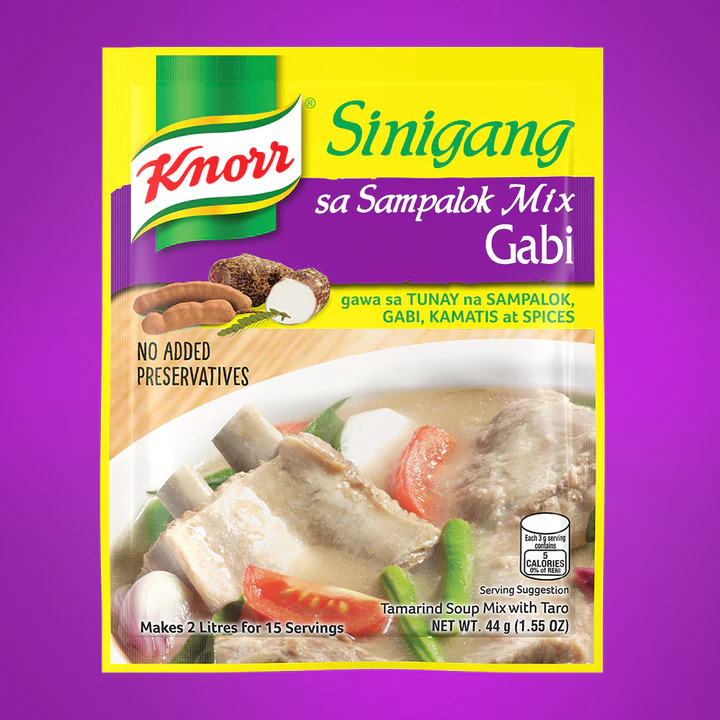 Knorr
®
Sinigang
sa Sampalok Mix
Gabi
gawa sa TUNAY na SAMPALOK,
GABI, KAMATIS at SPICES
NO ADDED
PRESERVATIVES
Each 3 g serving
contains
5
CALORIES
0% of RENI
Serving Suggestion
Tamarind Soup Mix with Taro
Makes 2 Litres for 15 Servings
NET WT. 44 g (1.55 OZ)